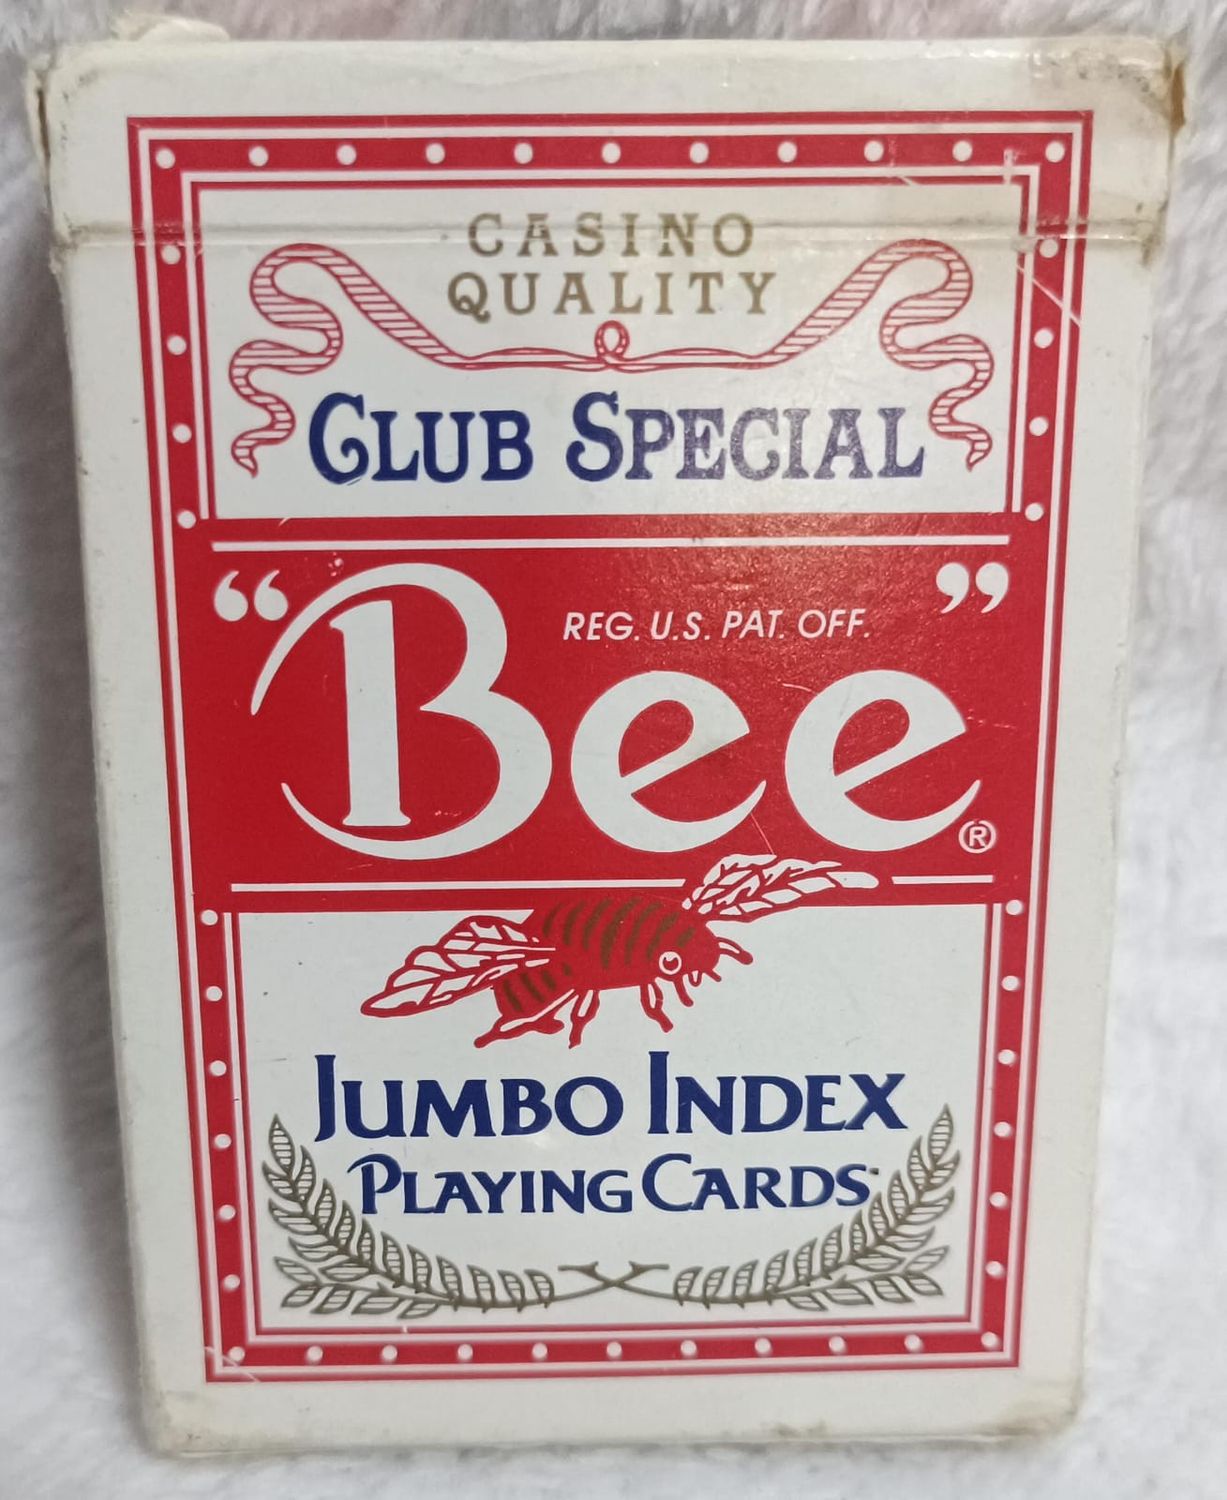 CASINO
QUALITY
CLUB SPECIAL
“Bee”
REG. U.S. PAT. OFF.
®
JUMBO INDEX
PLAYING CARDS